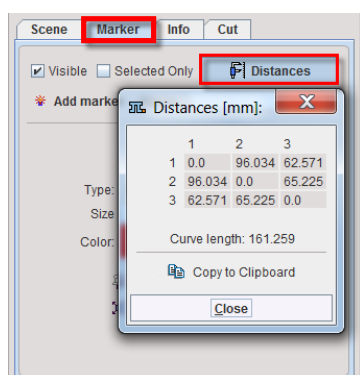 Scene Marker Info Cut
Visible Selected Only Distances
Add marke
Distances [mm]:
1 2 3
1 0.0 96.034 62.571
2 96.034 0.0 65.225
3 62.571 65.225 0.0
Type:
Size
Curve length: 161.259
Color:
Copy to Clipboard
Close